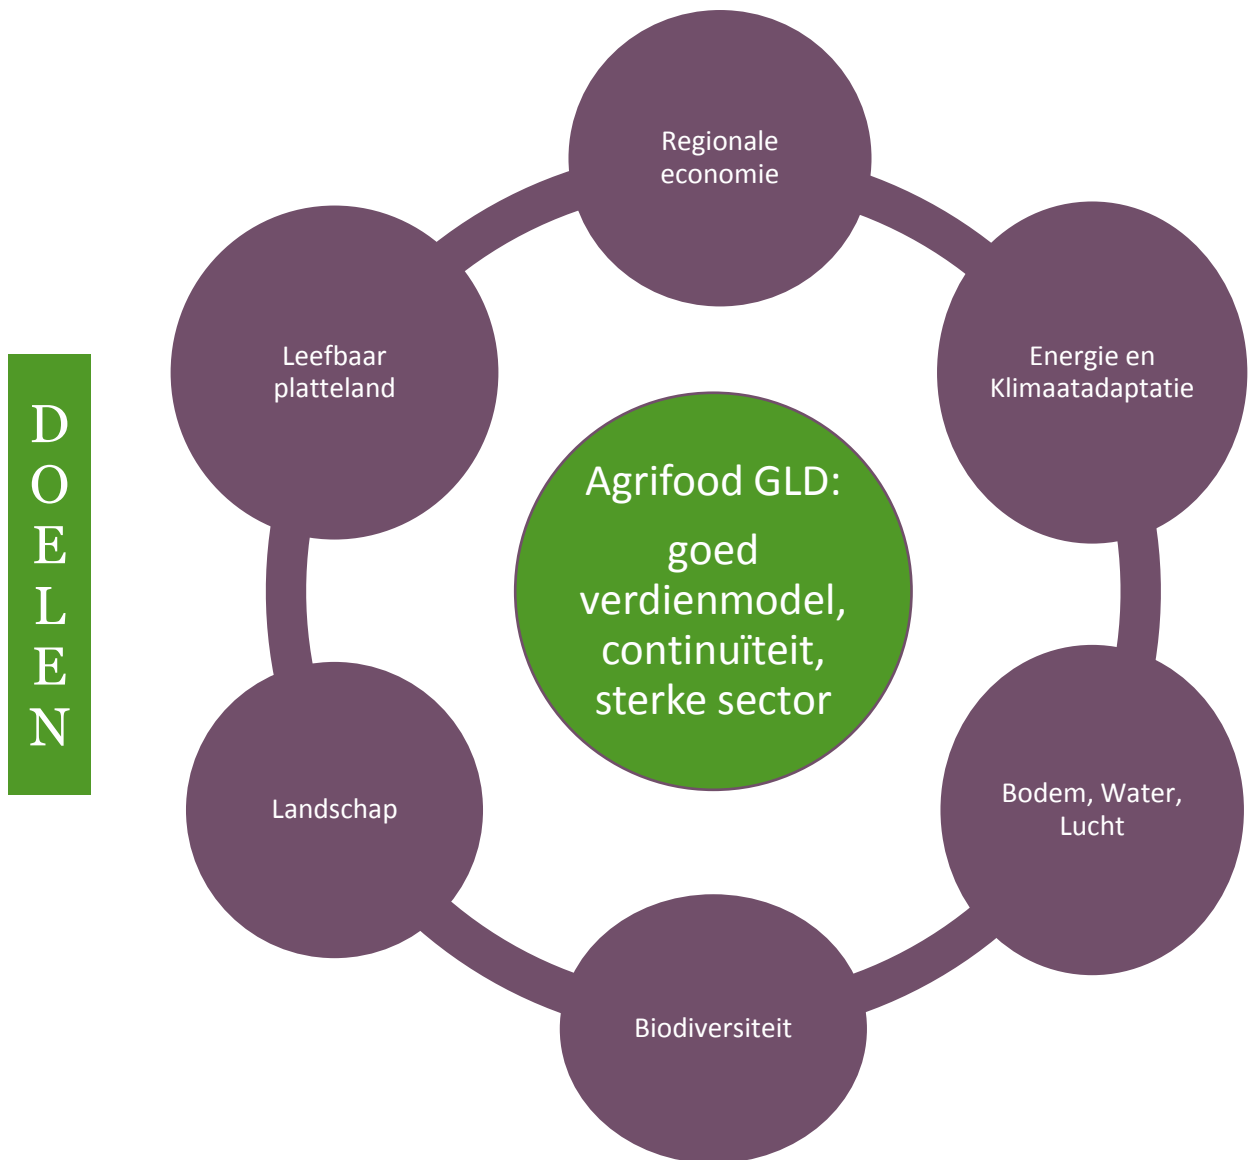 DOELEN
Regionale
economie
Energie en
Klimaatadaptatie
Bodem, Water,
Lucht
Biodiversiteit
Landschap
Leefbaar
platteland
Agrifood GLD:
goed
verdienmodel,
continuïteit,
sterke sector